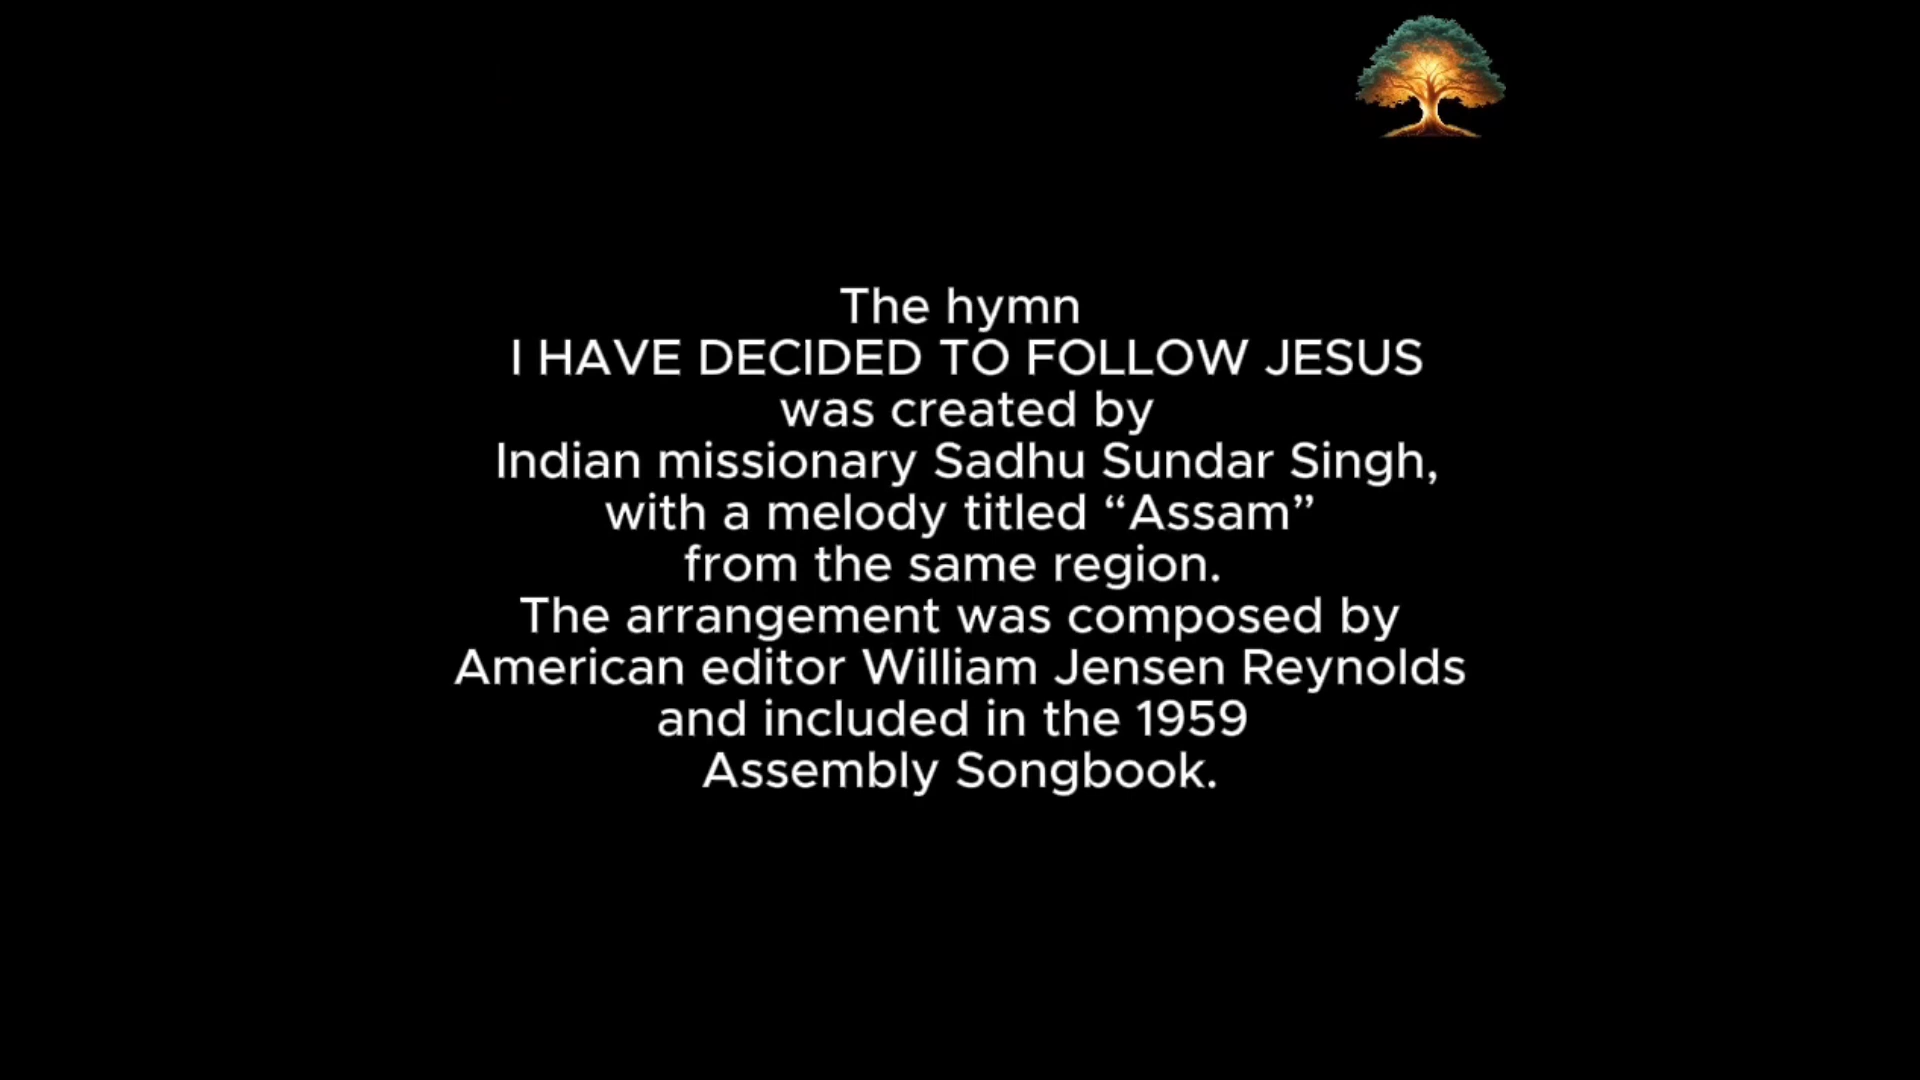 The hymn
I HAVE DECIDED TO FOLLOW JESUS
was created by
Indian missionary Sadhu Sundar Singh,
with a melody titled “Assam”
from the same region.
The arrangement was composed by
American editor William Jensen Reynolds
and included in the 1959
Assembly Songbook.